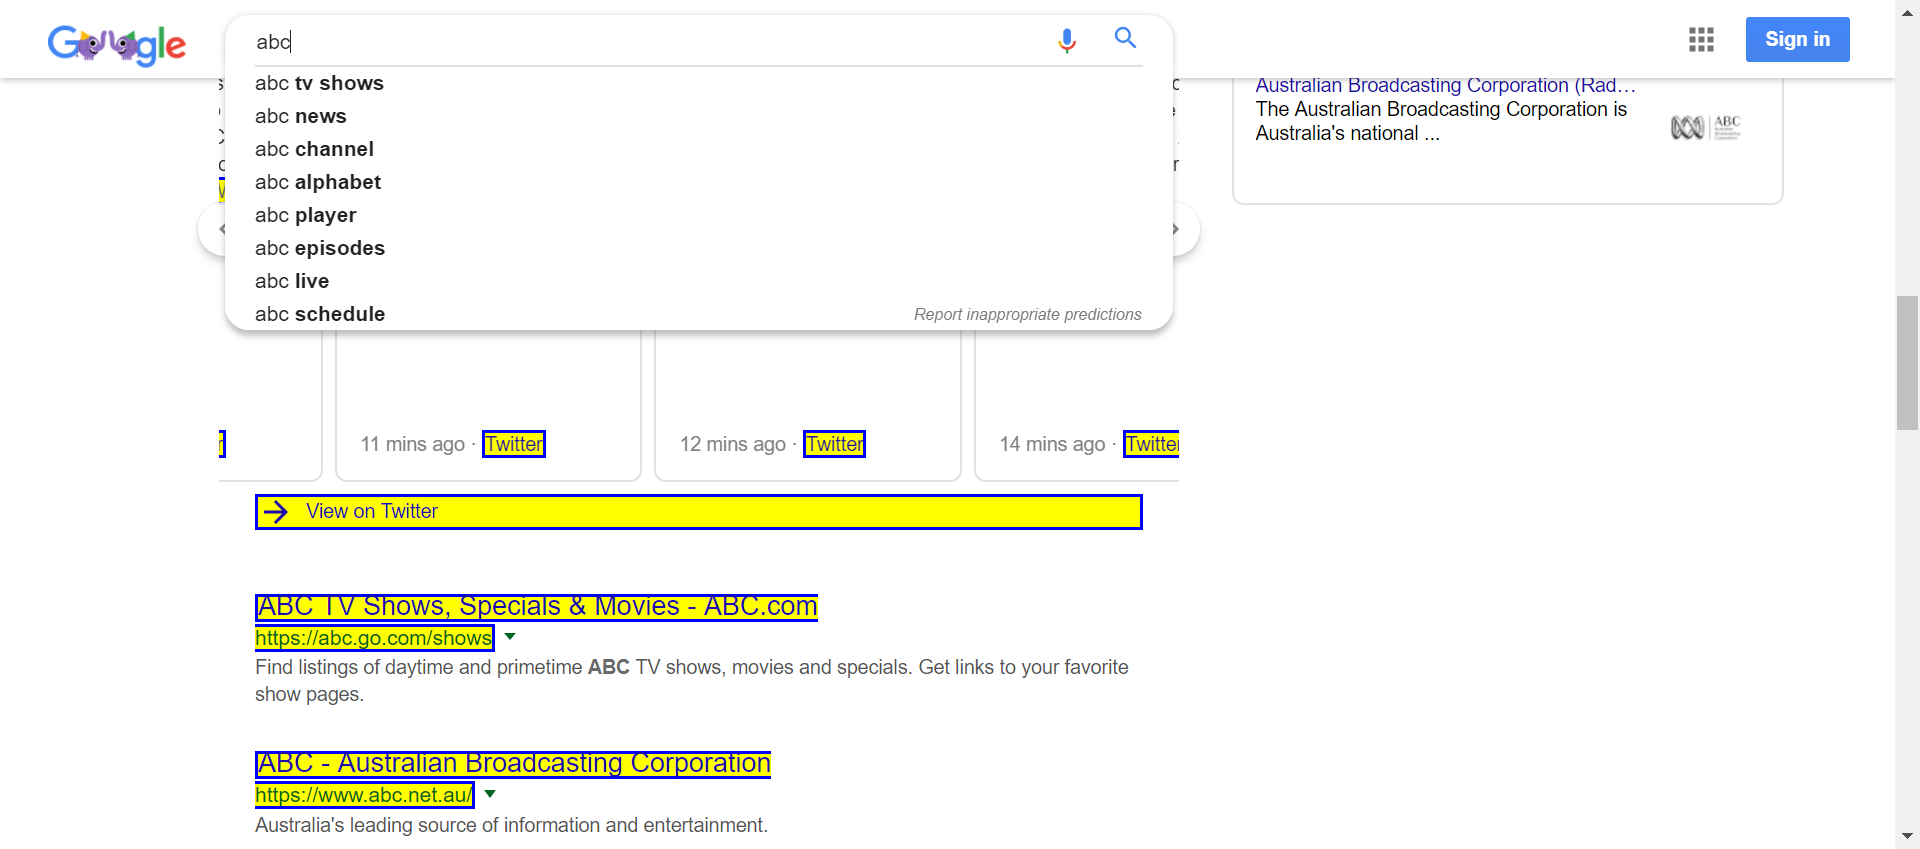 Google
abc
Sign in
abc tv shows
abc news
abc channel
abc alphabet
abc player
abc episodes
abc live
abc schedule
Report inappropriate predictions
Australian Broadcasting Corporation (Rad...
The Australian Broadcasting Corporation is
Australia's national ...
ABC
11 mins ago · Twitter
12 mins ago · Twitter
14 mins ago · Twitter
View on Twitter
ABC TV Shows, Specials & Movies - ABC.com
https://abc.go.com/shows
Find listings of daytime and primetime ABC TV shows, movies and specials. Get links to your favorite
show pages.
ABC - Australian Broadcasting Corporation
https://www.abc.net.au/
Australia's leading source of information and entertainment.